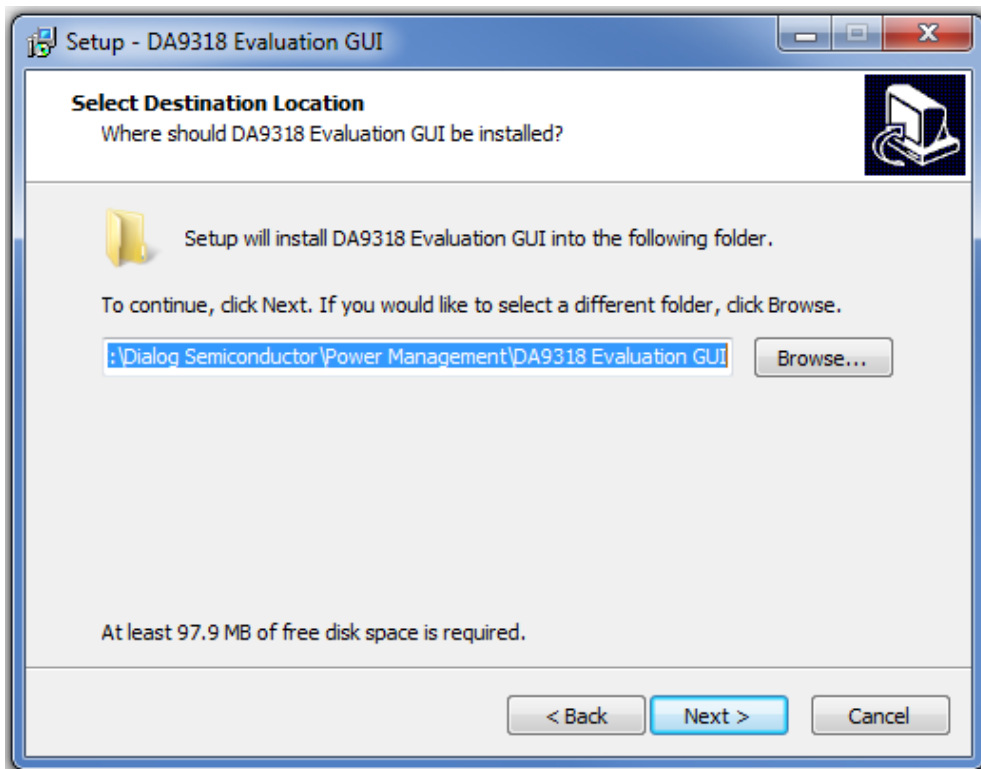 Setup - DA9318 Evaluation GUI
Select Destination Location
Where should DA9318 Evaluation GUI be installed?
Setup will install DA9318 Evaluation GUI into the following folder.
To continue, click Next. If you would like to select a different folder, click Browse.
:\Dialog Semiconductor\Power Management\DA9318 Evaluation GUI
Browse...
At least 97.9 MB of free disk space is required.
< Back
Next >
Cancel